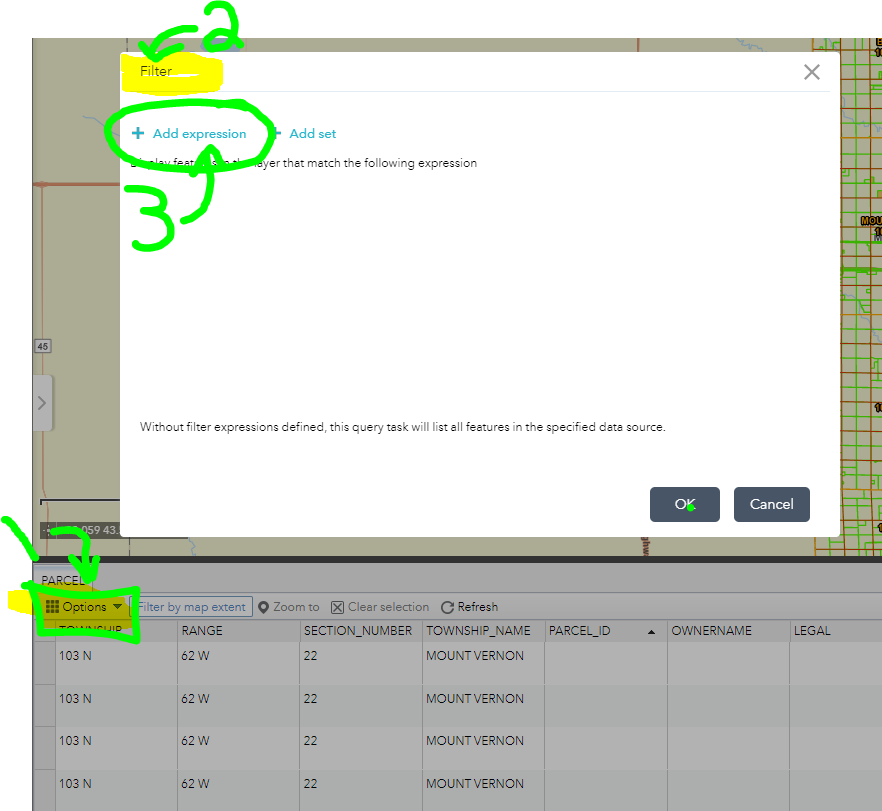 2
Filter
+ Add expression + Add set
Display features in the layer that match the following expression
3
45
Without filter expressions defined, this query task will list all features in the specified data source.
OK Cancel
059 43.
1
PARCEL
Options Filter by map extent Zoom to Clear selection Refresh
TOWNSHIP RANGE SECTION_NUMBER TOWNSHIP_NAME PARCEL_ID OWNERNAME LEGAL
103 N 62 W 22 MOUNT VERNON
103 N 62 W 22 MOUNT VERNON
103 N 62 W 22 MOUNT VERNON
103 N 62 W 22 MOUNT VERNON